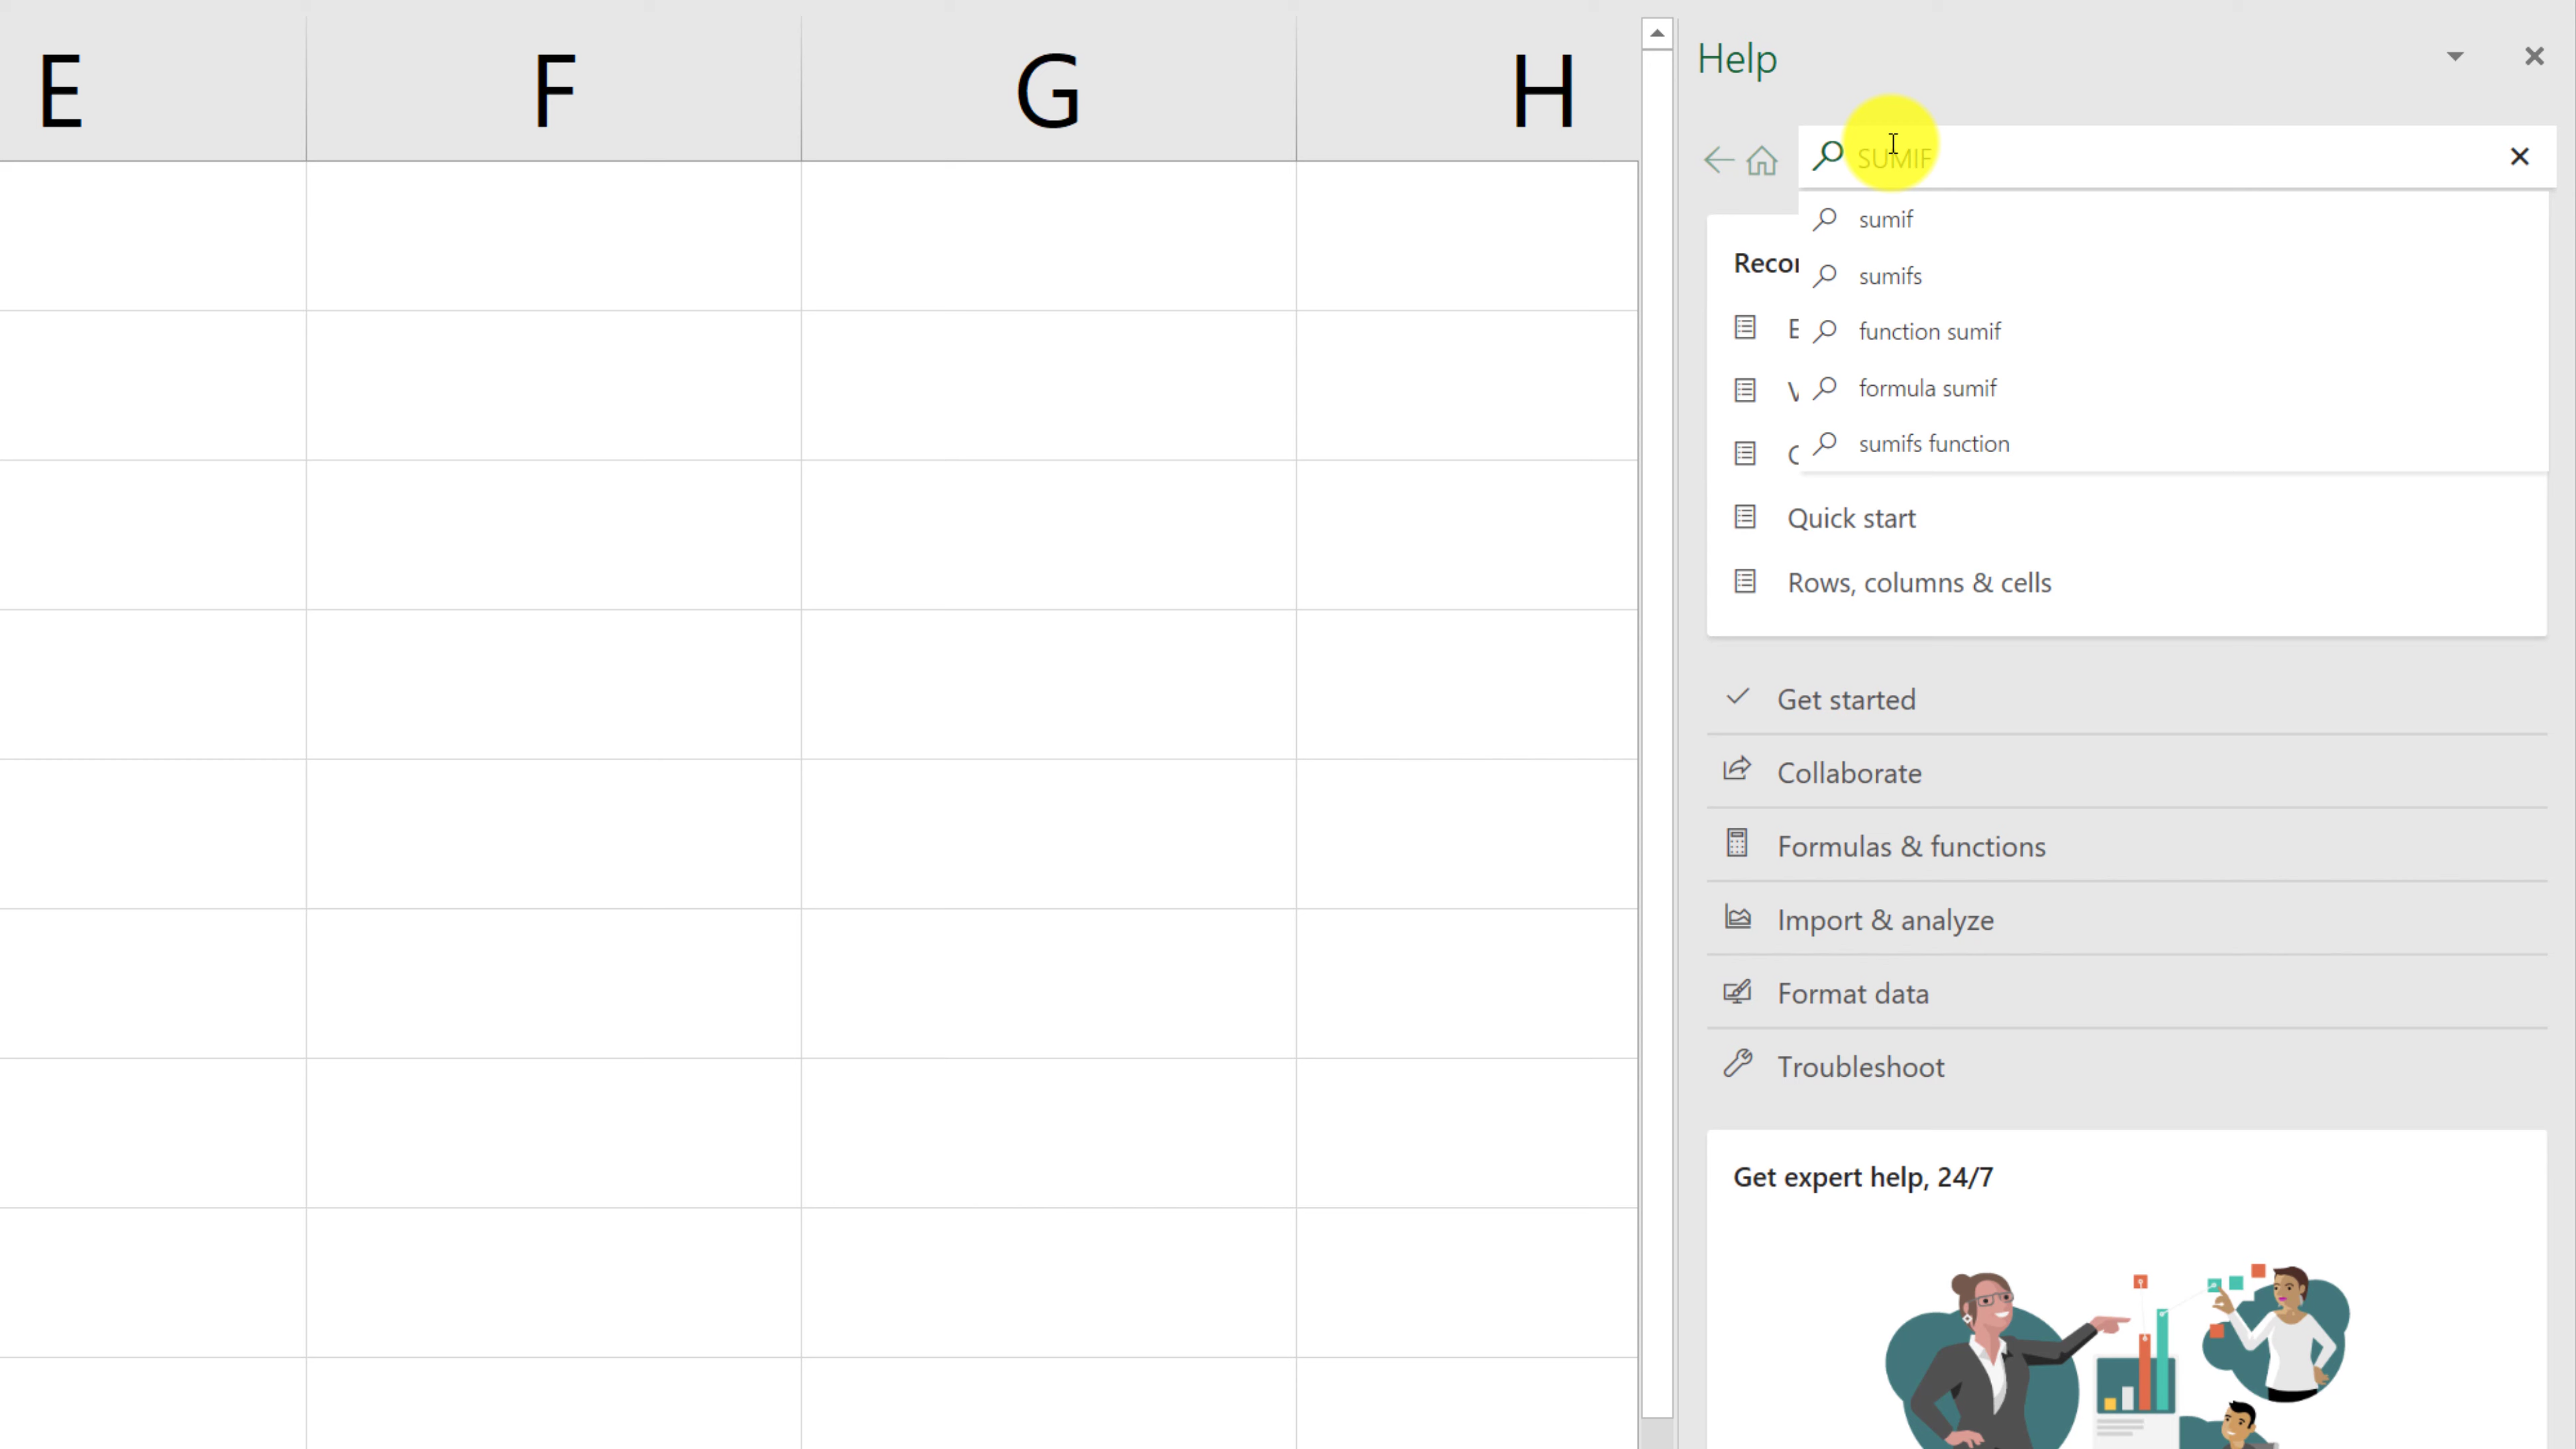 E F G H
Help
SUMIF
sumif
sumifs
function sumif
formula sumif
sumifs function
Quick start
Rows, columns & cells
Get started
Collaborate
Formulas & functions
Import & analyze
Format data
Troubleshoot
Get expert help, 24/7